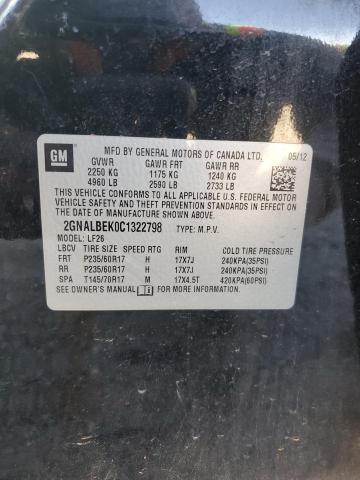 GM
MFD BY GENERAL MOTORS OF CANADA LTD. 05/12
GVWR GAWR FRT GAWR RR
2250 KG 1175 KG 1240 KG
4960 LB 2590 LB 2733 LB
THIS VEHICLE CONFORMS TO ALL APPLICABLE U.S. FEDERAL MOTOR
VEHICLE SAFETY AND THEFT PREVENTION STANDARDS IN EFFECT ON
THE DATE OF MANUFACTURE SHOWN ABOVE.
2GNALBEK0C1322798 TYPE: M.P.V.
MODEL: LF26
LBCV TIRE SIZE SPEED RTG RIM COLD TIRE PRESSURE
FRT P235/60R17 H 17X7J 240KPA(35PSI)
RR P235/60R17 H 17X7J 240KPA(35PSI)
SPA T145/70R17 M 17X4.5T 420KPA(60PSI)
SEE OWNER'S MANUAL FOR ADDITIONAL INFORMATION.